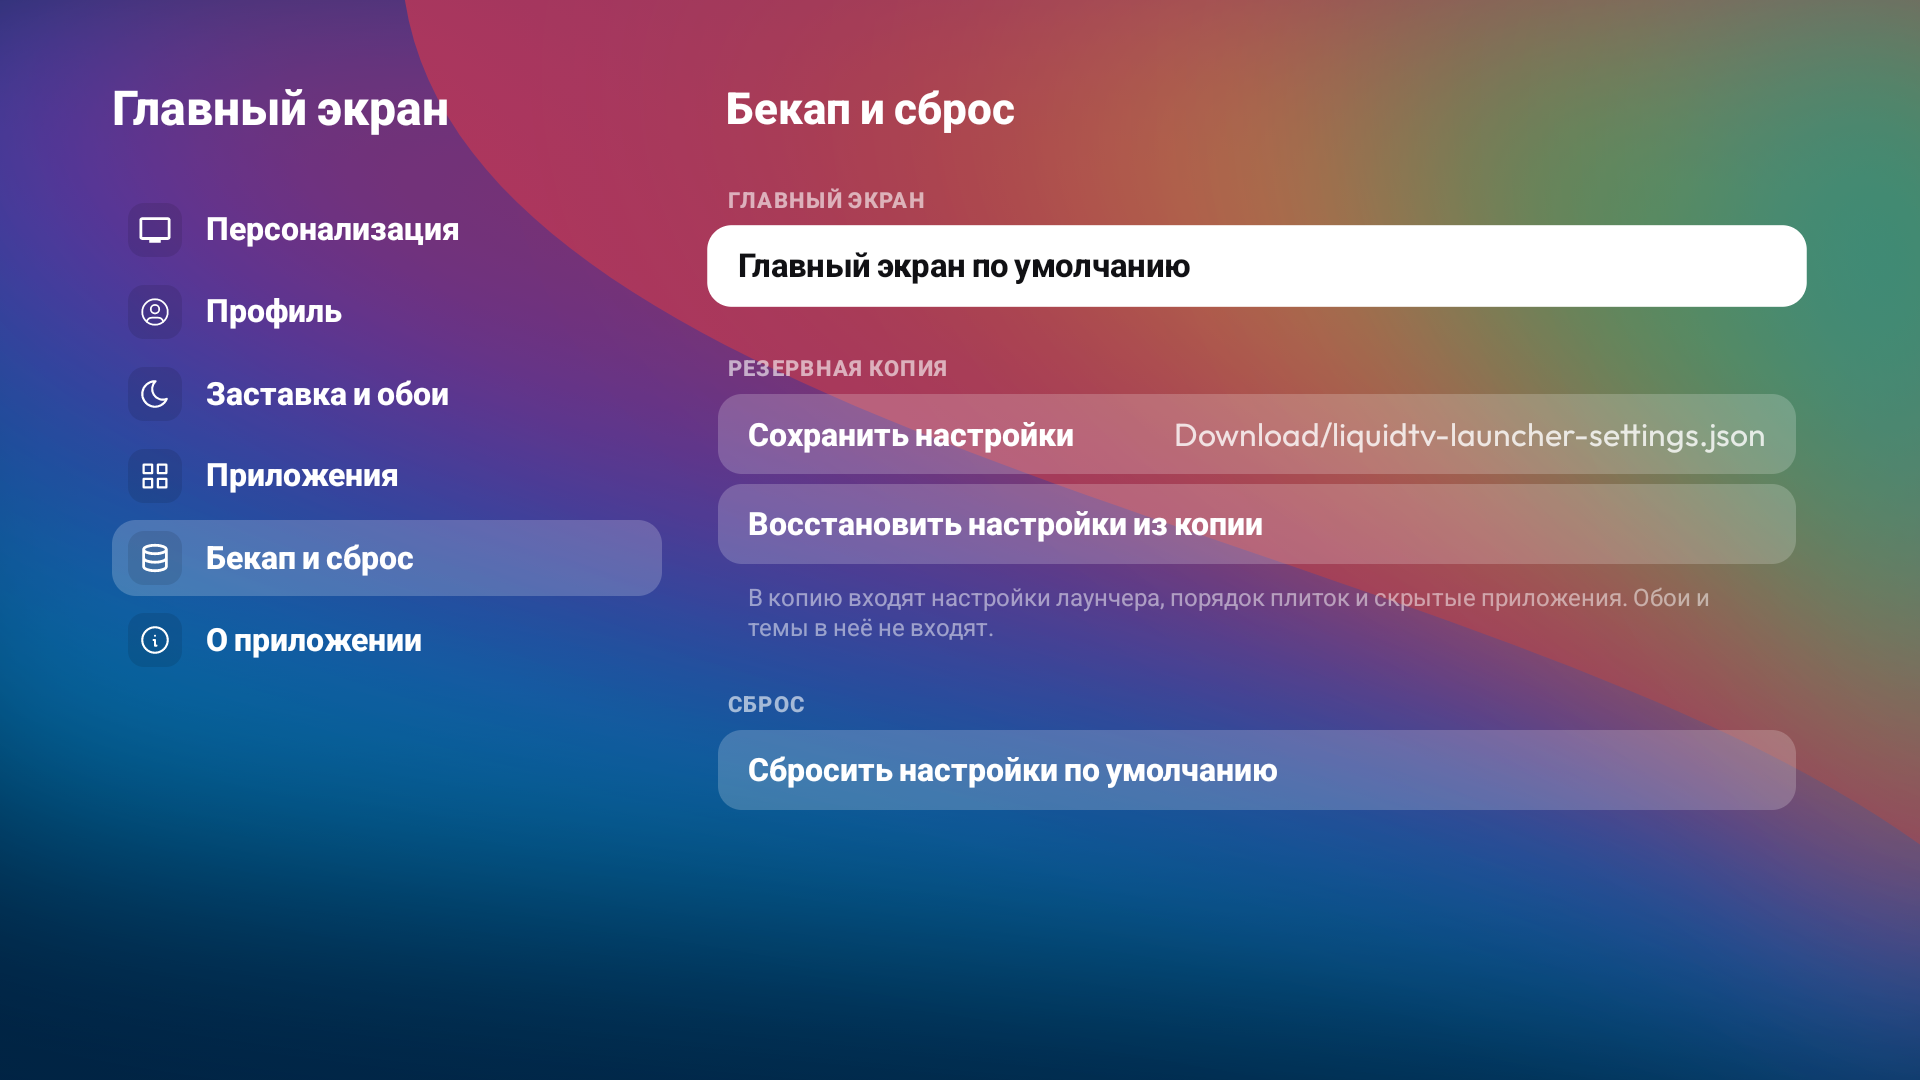 Главный экран
Персонализация
Профиль
Заставка и обои
Приложения
Бекап и сброс
О приложении
Бекап и сброс
ГЛАВНЫЙ ЭКРАН
Главный экран по умолчанию
РЕЗЕРВНАЯ КОПИЯ
Сохранить настройки Download/liquidtv-launcher-settings.json
Восстановить настройки из копии
В копию входят настройки лаунчера, порядок плиток и скрытые приложения. Обои и
темы в неё не входят.
СБРОС
Сбросить настройки по умолчанию